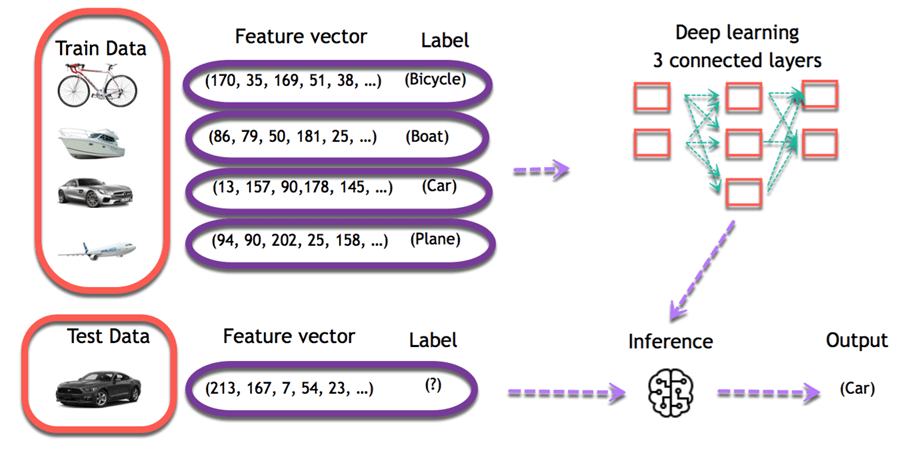 Train Data
Feature vector
Label
(170, 35, 169, 51, 38, ...)
(Bicycle)
(86, 79, 50, 181, 25, ...)
(Boat)
(13, 157, 90,178, 145, ...)
(Car)
(94, 90, 202, 25, 158, ...)
(Plane)
Deep learning
3 connected layers
Test Data
Feature vector
Label
(213, 167, 7, 54, 23, ...)
(?)
Inference
Output
(Car)